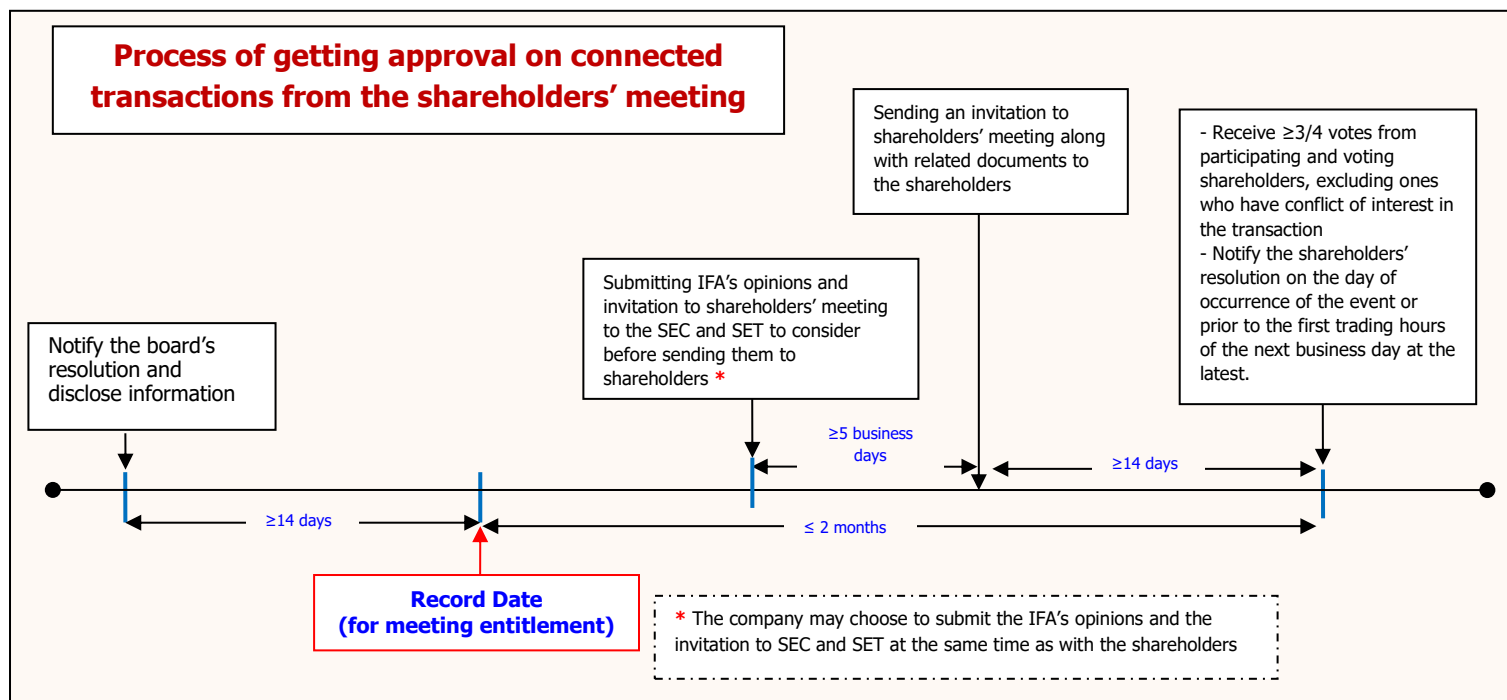 Process of getting approval on connected
transactions from the shareholders’ meeting
Sending an invitation to
shareholders’ meeting along
with related documents to
the shareholders
- Receive ≥3/4 votes from
participating and voting
shareholders, excluding ones
who have conflict of interest in
the transaction
- Notify the shareholders’
resolution on the day of
occurrence of the event or
prior to the first trading hours
of the next business day at the
latest.
Submitting IFA’s opinions and
invitation to shareholders’ meeting
to the SEC and SET to consider
before sending them to
shareholders *
Notify the board’s
resolution and
disclose information
≥5 business
days
≥14 days
≥14 days
≤ 2 months
Record Date
(for meeting entitlement)
* The company may choose to submit the IFA’s opinions and the
invitation to SEC and SET at the same time as with the shareholders